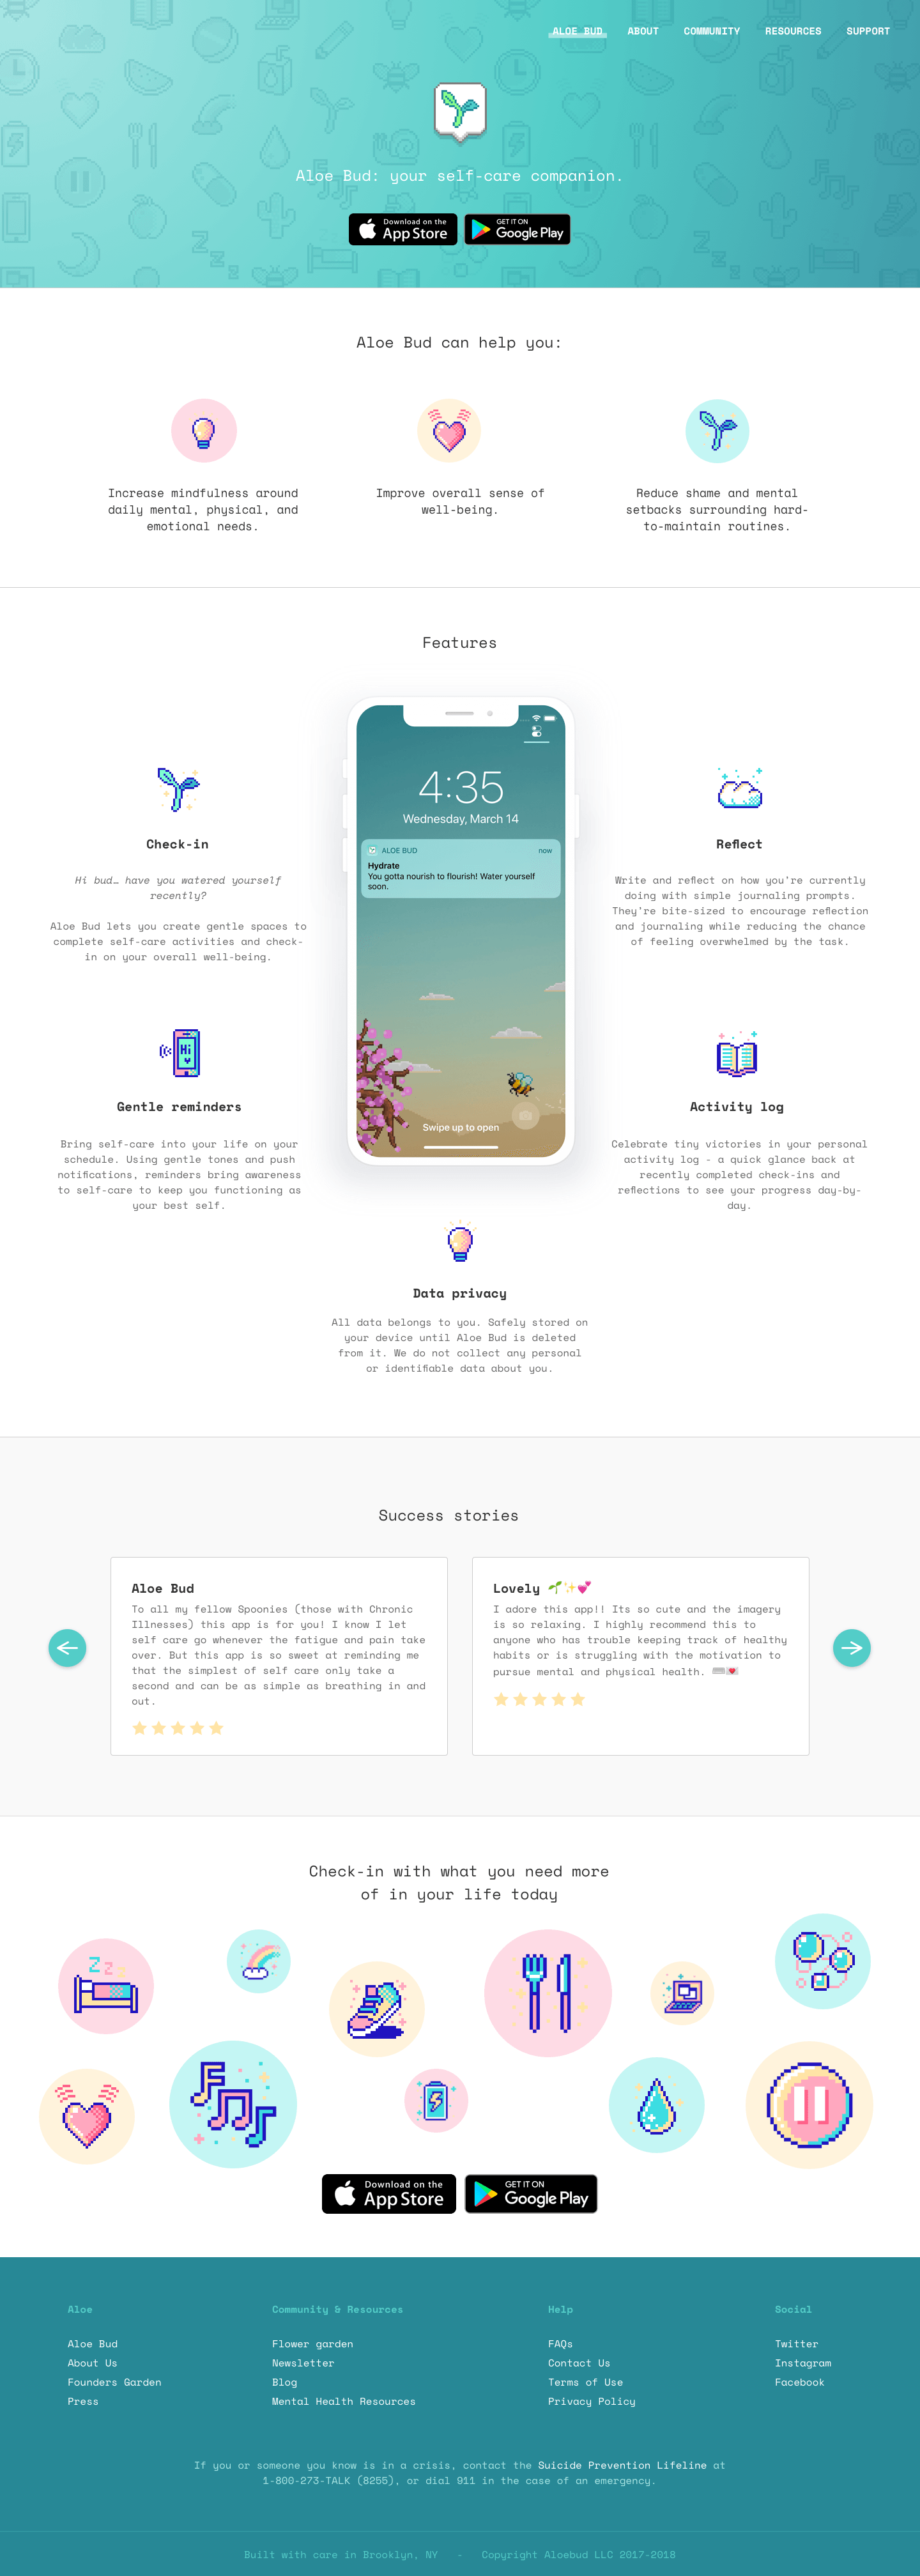 ALOE BUD ABOUT COMMUNITY RESOURCES SUPPORT
Aloe Bud: your self-care companion.
Download on the
App Store
GET IT ON
Google Play
Aloe Bud can help you:
Increase mindfulness around
daily mental, physical, and
emotional needs.
Improve overall sense of
well-being.
Reduce shame and mental
setbacks surrounding hard-
to-maintain routines.
Features
Check-in
Hi bud… have you watered yourself
recently?
Aloe Bud lets you create gentle spaces to
complete self-care activities and check-
in on your overall well-being.
Hi
Gentle reminders
Bring self-care into your life on your
schedule. Using gentle tones and push
notifications, reminders bring awareness
to self-care to keep you functioning as
your best self.
4:35
Wednesday, March 14
ALOE BUD now
Hydrate
You gotta nourish to flourish! Water yourself
soon.
Swipe up to open
Reflect
Write and reflect on how you're currently
doing with simple journaling prompts.
They're bite-sized to encourage reflection
and journaling while reducing the chance
of feeling overwhelmed by the task.
Activity log
Celebrate tiny victories in your personal
activity log - a quick glance back at
recently completed check-ins and
reflections to see your progress day-by-
day.
Data privacy
All data belongs to you. Safely stored on
your device until Aloe Bud is deleted
from it. We do not collect any personal
or identifiable data about you.
Success stories
Aloe Bud
To all my fellow Spoonies (those with Chronic
Illnesses) this app is for you! I know I let
self care go whenever the fatigue and pain take
over. But this app is so sweet at reminding me
that the simplest of self care only take a
second and can be as simple as breathing in and
out.
Lovely 🌱✨💕
I adore this app!! Its so cute and the imagery
is so relaxing. I highly recommend this to
anyone who has trouble keeping track of healthy
habits or is struggling with the motivation to
pursue mental and physical health. ⌨️💌
Check-in with what you need more
of in your life today
Z Z Z
Download on the
App Store
GET IT ON
Google Play
Aloe
Aloe Bud
About Us
Founders Garden
Press
Community & Resources
Flower garden
Newsletter
Blog
Mental Health Resources
Help
FAQs
Contact Us
Terms of Use
Privacy Policy
Social
Twitter
Instagram
Facebook
If you or someone you know is in a crisis, contact the Suicide Prevention Lifeline at
1-800-273-TALK (8255), or dial 911 in the case of an emergency.
Built with care in Brooklyn, NY - Copyright Aloebud LLC 2017-2018